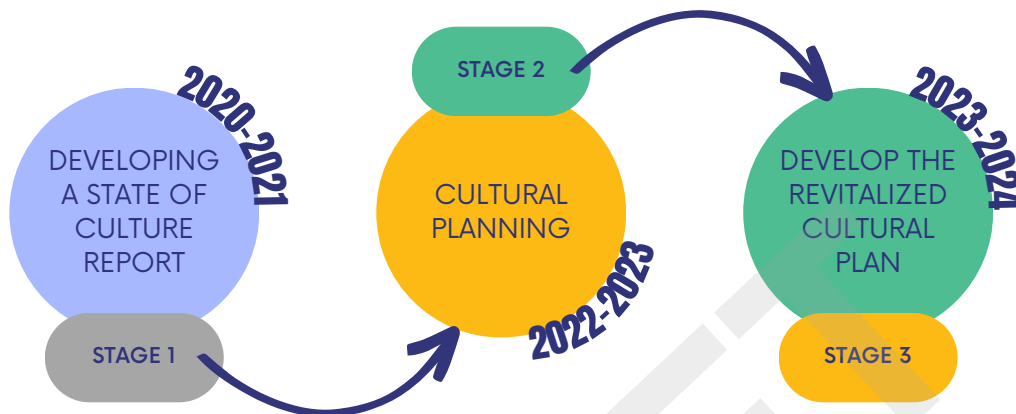 2020-2021
DEVELOPING
A STATE OF
CULTURE
REPORT
STAGE 1
STAGE 2
CULTURAL
PLANNING
2022-2023
2023-2024
DEVELOP THE
REVITALIZED
CULTURAL
PLAN
STAGE 3